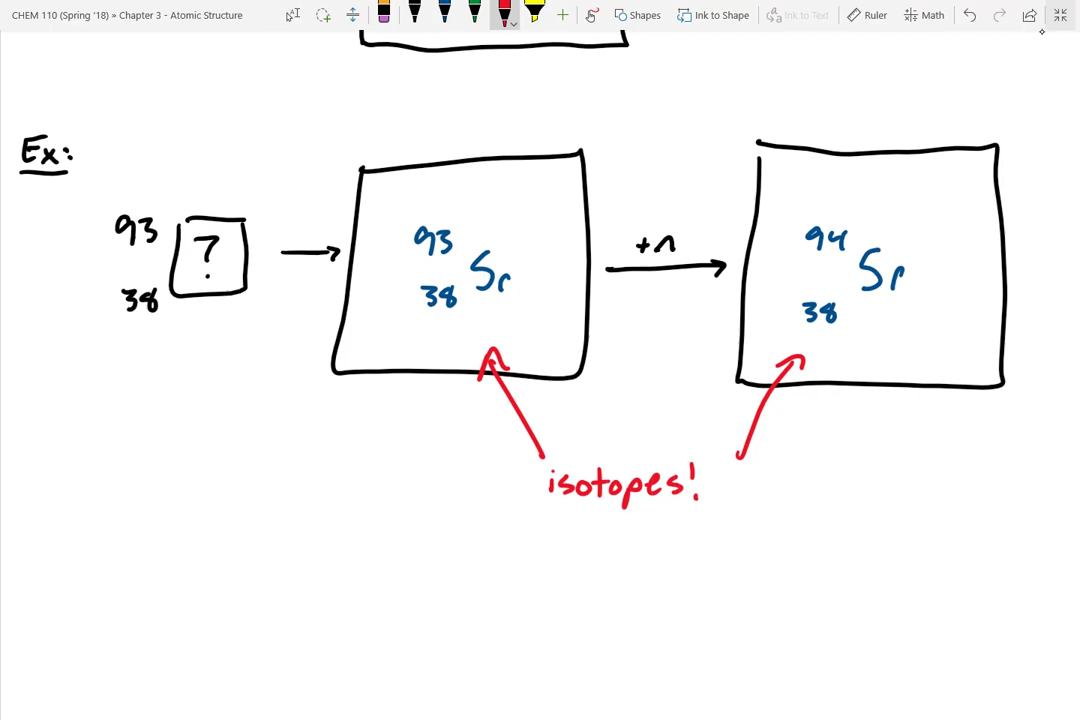 CHEM 110 (Spring '18) » Chapter 3 - Atomic Structure
Shapes
Ink to Shape
Ink to Text
Ruler
Math
Ex:
93
38
?
→
93
38
Sr
+n
94
38
Sr
isotopes!